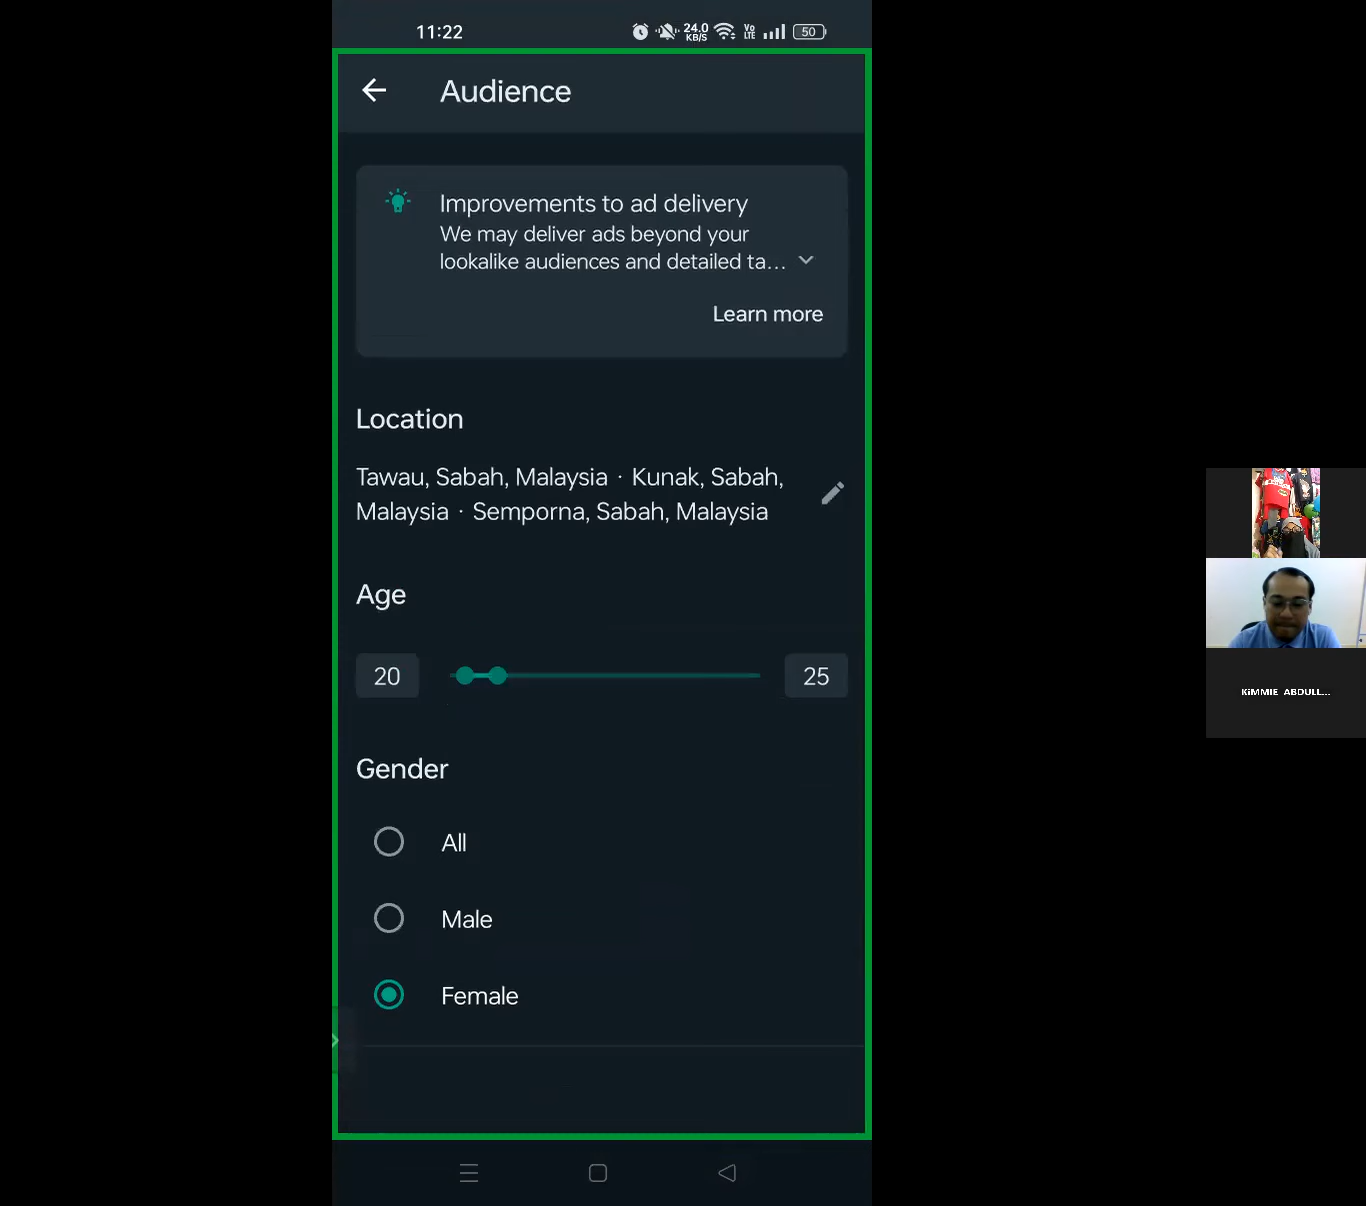 11:22
24.0
KB/S
Vo
LTE
50
Audience
Improvements to ad delivery
We may deliver ads beyond your
lookalike audiences and detailed ta...
Learn more
Location
Tawau, Sabah, Malaysia · Kunak, Sabah,
Malaysia · Semporna, Sabah, Malaysia
Age
20
25
Gender
All
Male
Female
KiMMIE ABDULL...